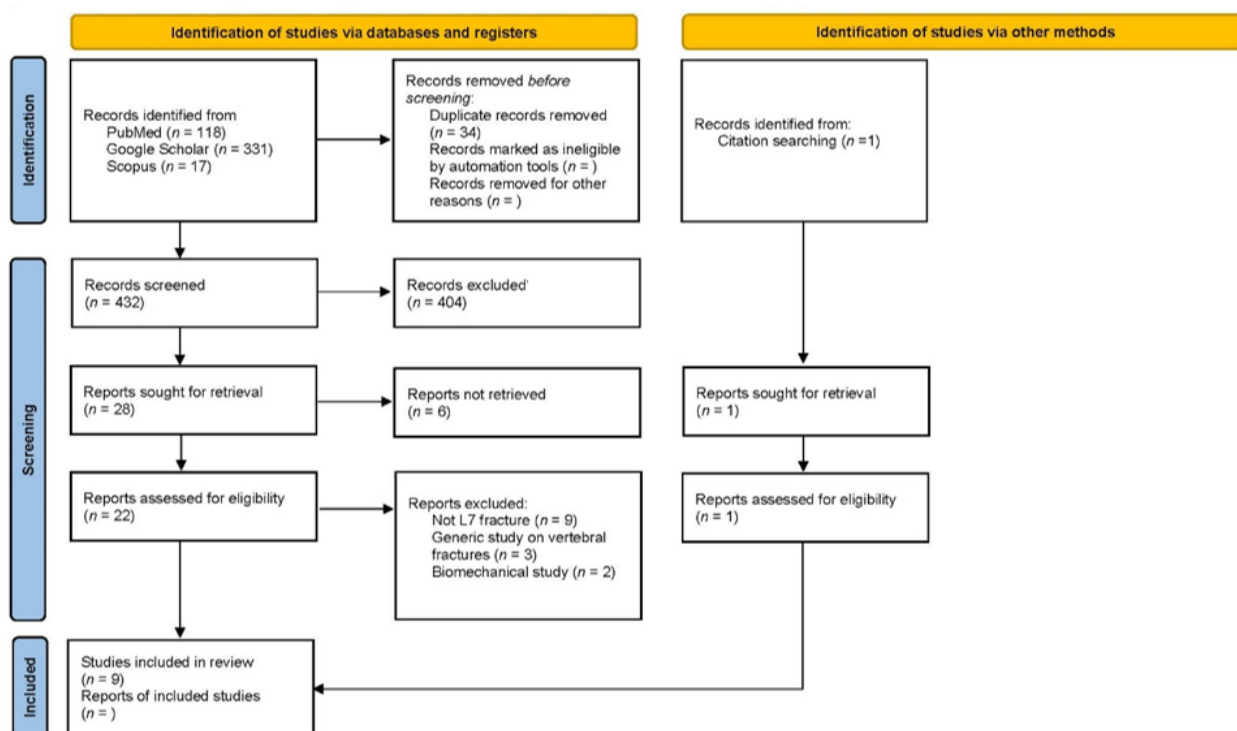 Identification of studies via databases and registers
Identification of studies via other methods
Identification
Records identified from
PubMed (n = 118)
Google Scholar (n = 331)
Scopus (n = 17)
Records removed before
screening:
Duplicate records removed
(n = 34)
Records marked as ineligible
by automation tools (n = )
Records removed for other
reasons (n = )
Records identified from:
Citation searching (n =1)
Screening
Records screened
(n = 432)
Records excluded
(n = 404)
Reports sought for retrieval
(n = 28)
Reports not retrieved
(n = 6)
Reports sought for retrieval
(n = 1)
Reports assessed for eligibility
(n = 22)
Reports excluded:
Not L7 fracture (n = 9)
Generic study on vertebral
fractures (n = 3)
Biomechanical study (n = 2)
Reports assessed for eligibility
(n = 1)
Included
Studies included in review
(n = 9)
Reports of included studies
(n = )